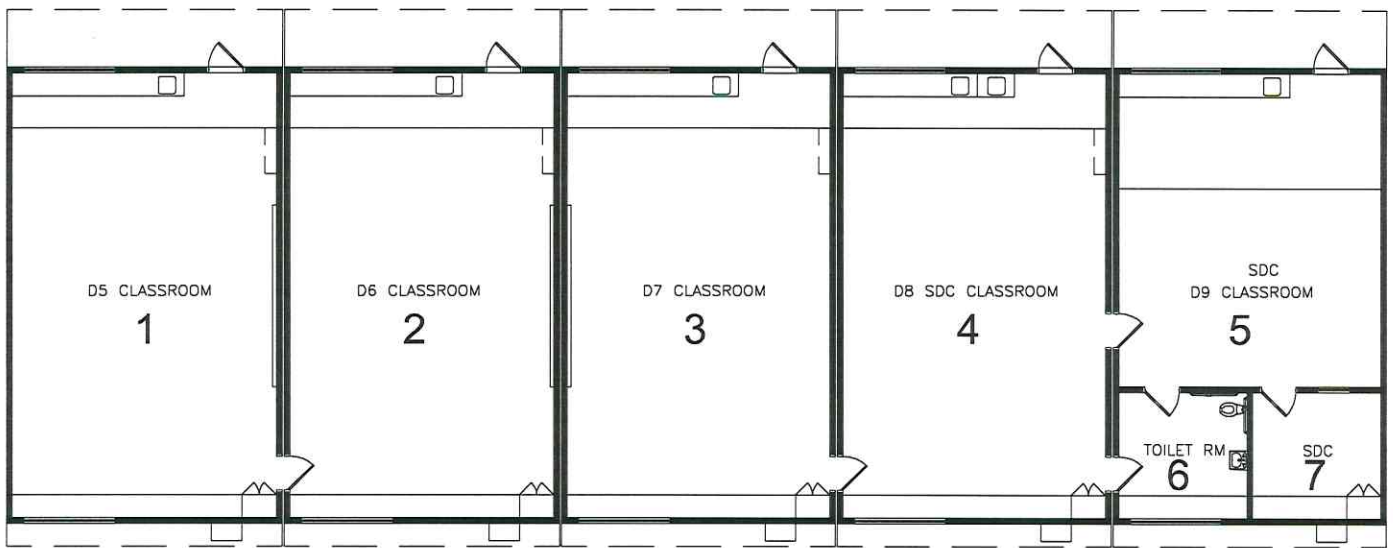 D5 CLASSROOM
1
D6 CLASSROOM
2
D7 CLASSROOM
3
D8 SDC CLASSROOM
4
SDC
D9 CLASSROOM
5
TOILET RM
6
SDC
7